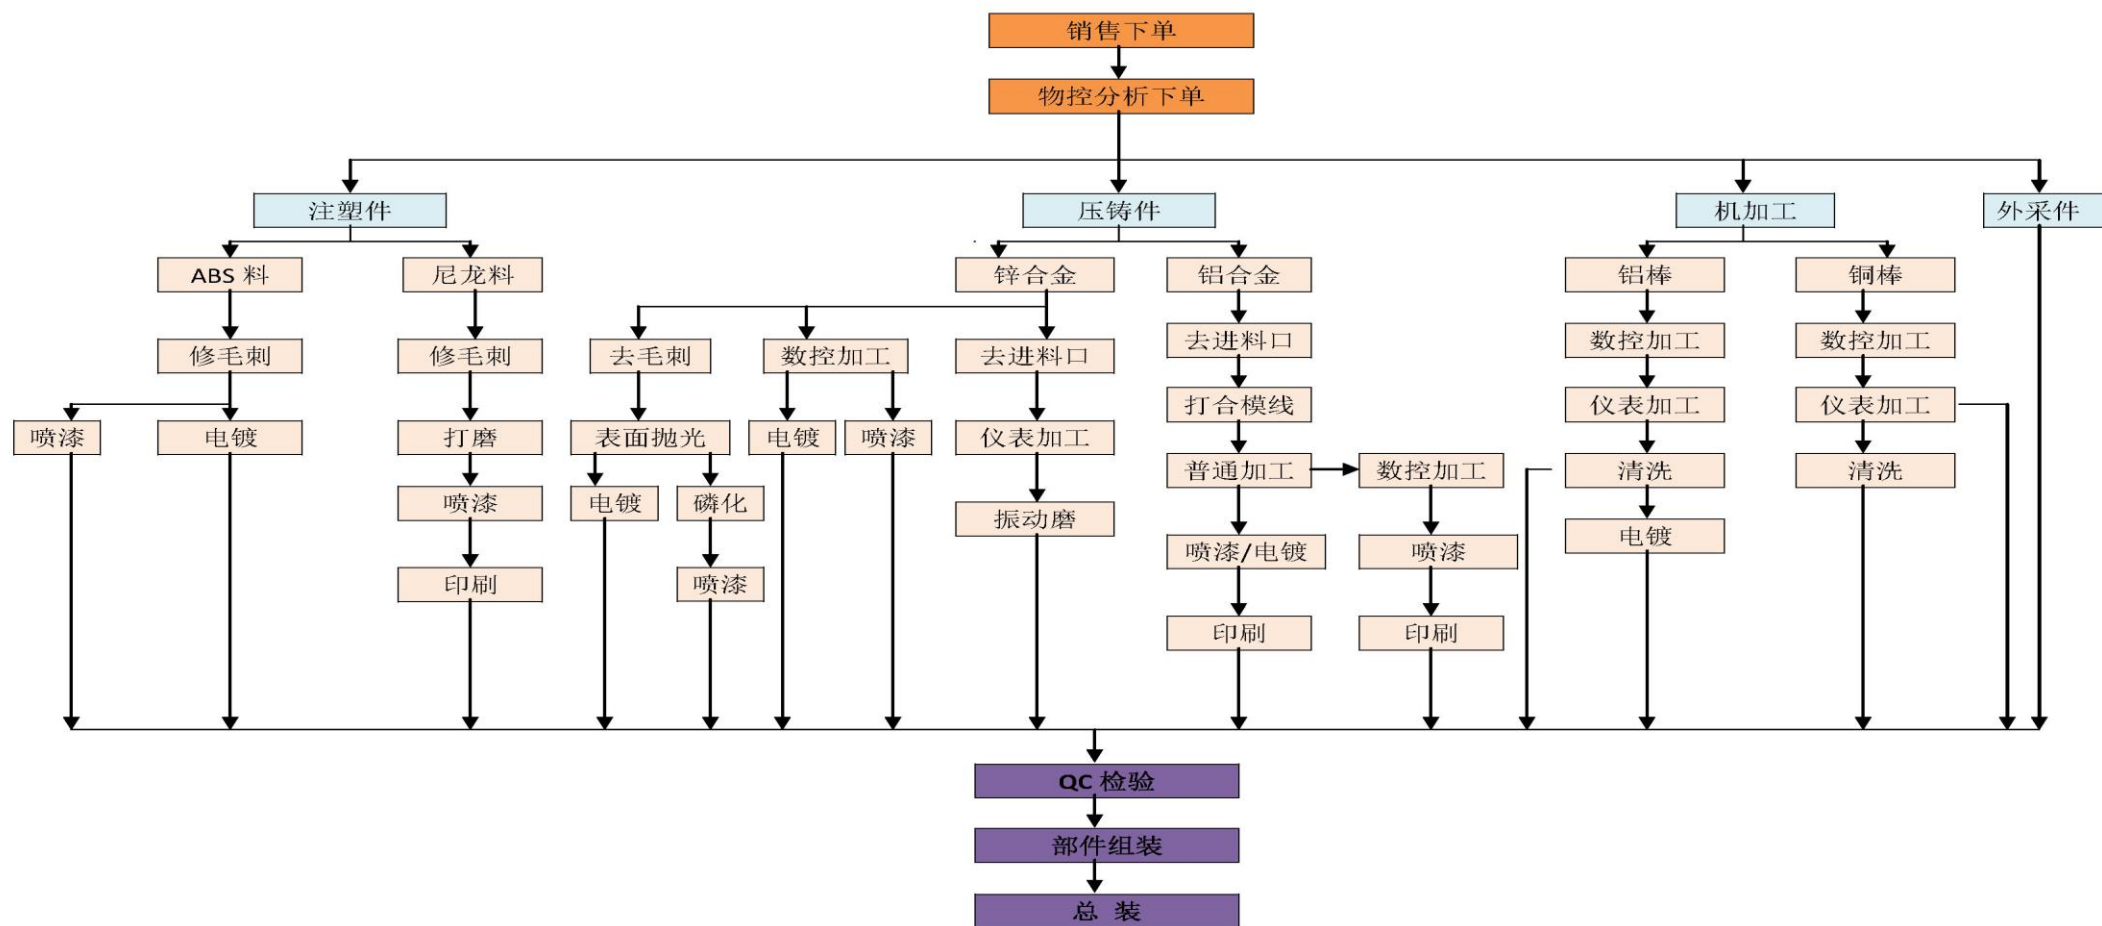 销售下单
物控分析下单
注塑件
压铸件
机加工
外采件
ABS 料
尼龙料
锌合金
铝合金
铝棒
铜棒
修毛刺
修毛刺
去毛刺
数控加工
去进料口
去进料口
数控加工
数控加工
打合模线
仪表加工
仪表加工
喷漆
电镀
打磨
表面抛光
电镀
喷漆
仪表加工
普通加工
数控加工
清洗
清洗
喷漆
电镀
磷化
振动磨
电镀
喷漆/电镀
喷漆
印刷
喷漆
印刷
印刷
QC 检验
部件组装
总 装